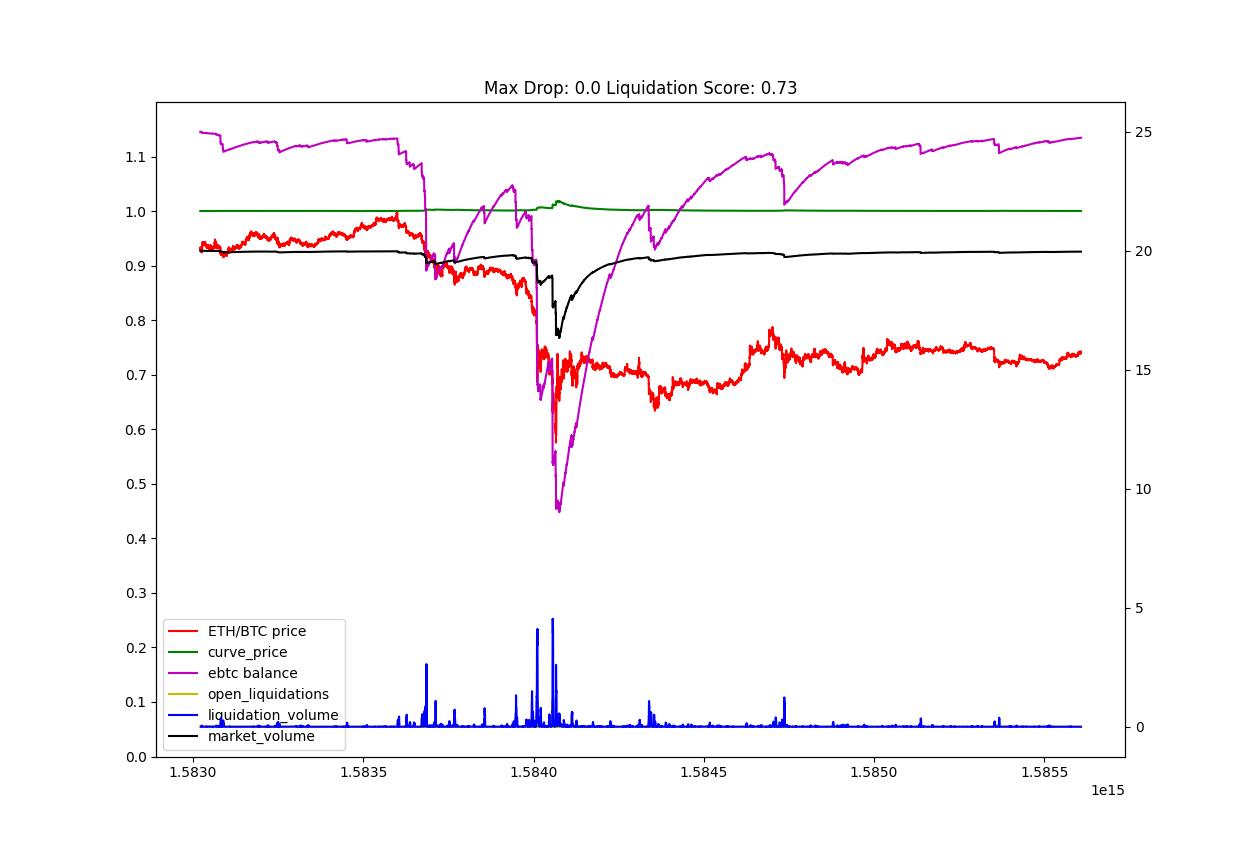 Max Drop: 0.0 Liquidation Score: 0.73
1.1
1.0
0.9
0.8
0.7
0.6
0.5
0.4
0.3
0.2
0.1
0.0
25
20
15
10
5
0
ETH/BTC price
curve_price
ebtc balance
open_liquidations
liquidation_volume
market_volume
1.5830 1.5835 1.5840 1.5845 1.5850 1.5855
1e15